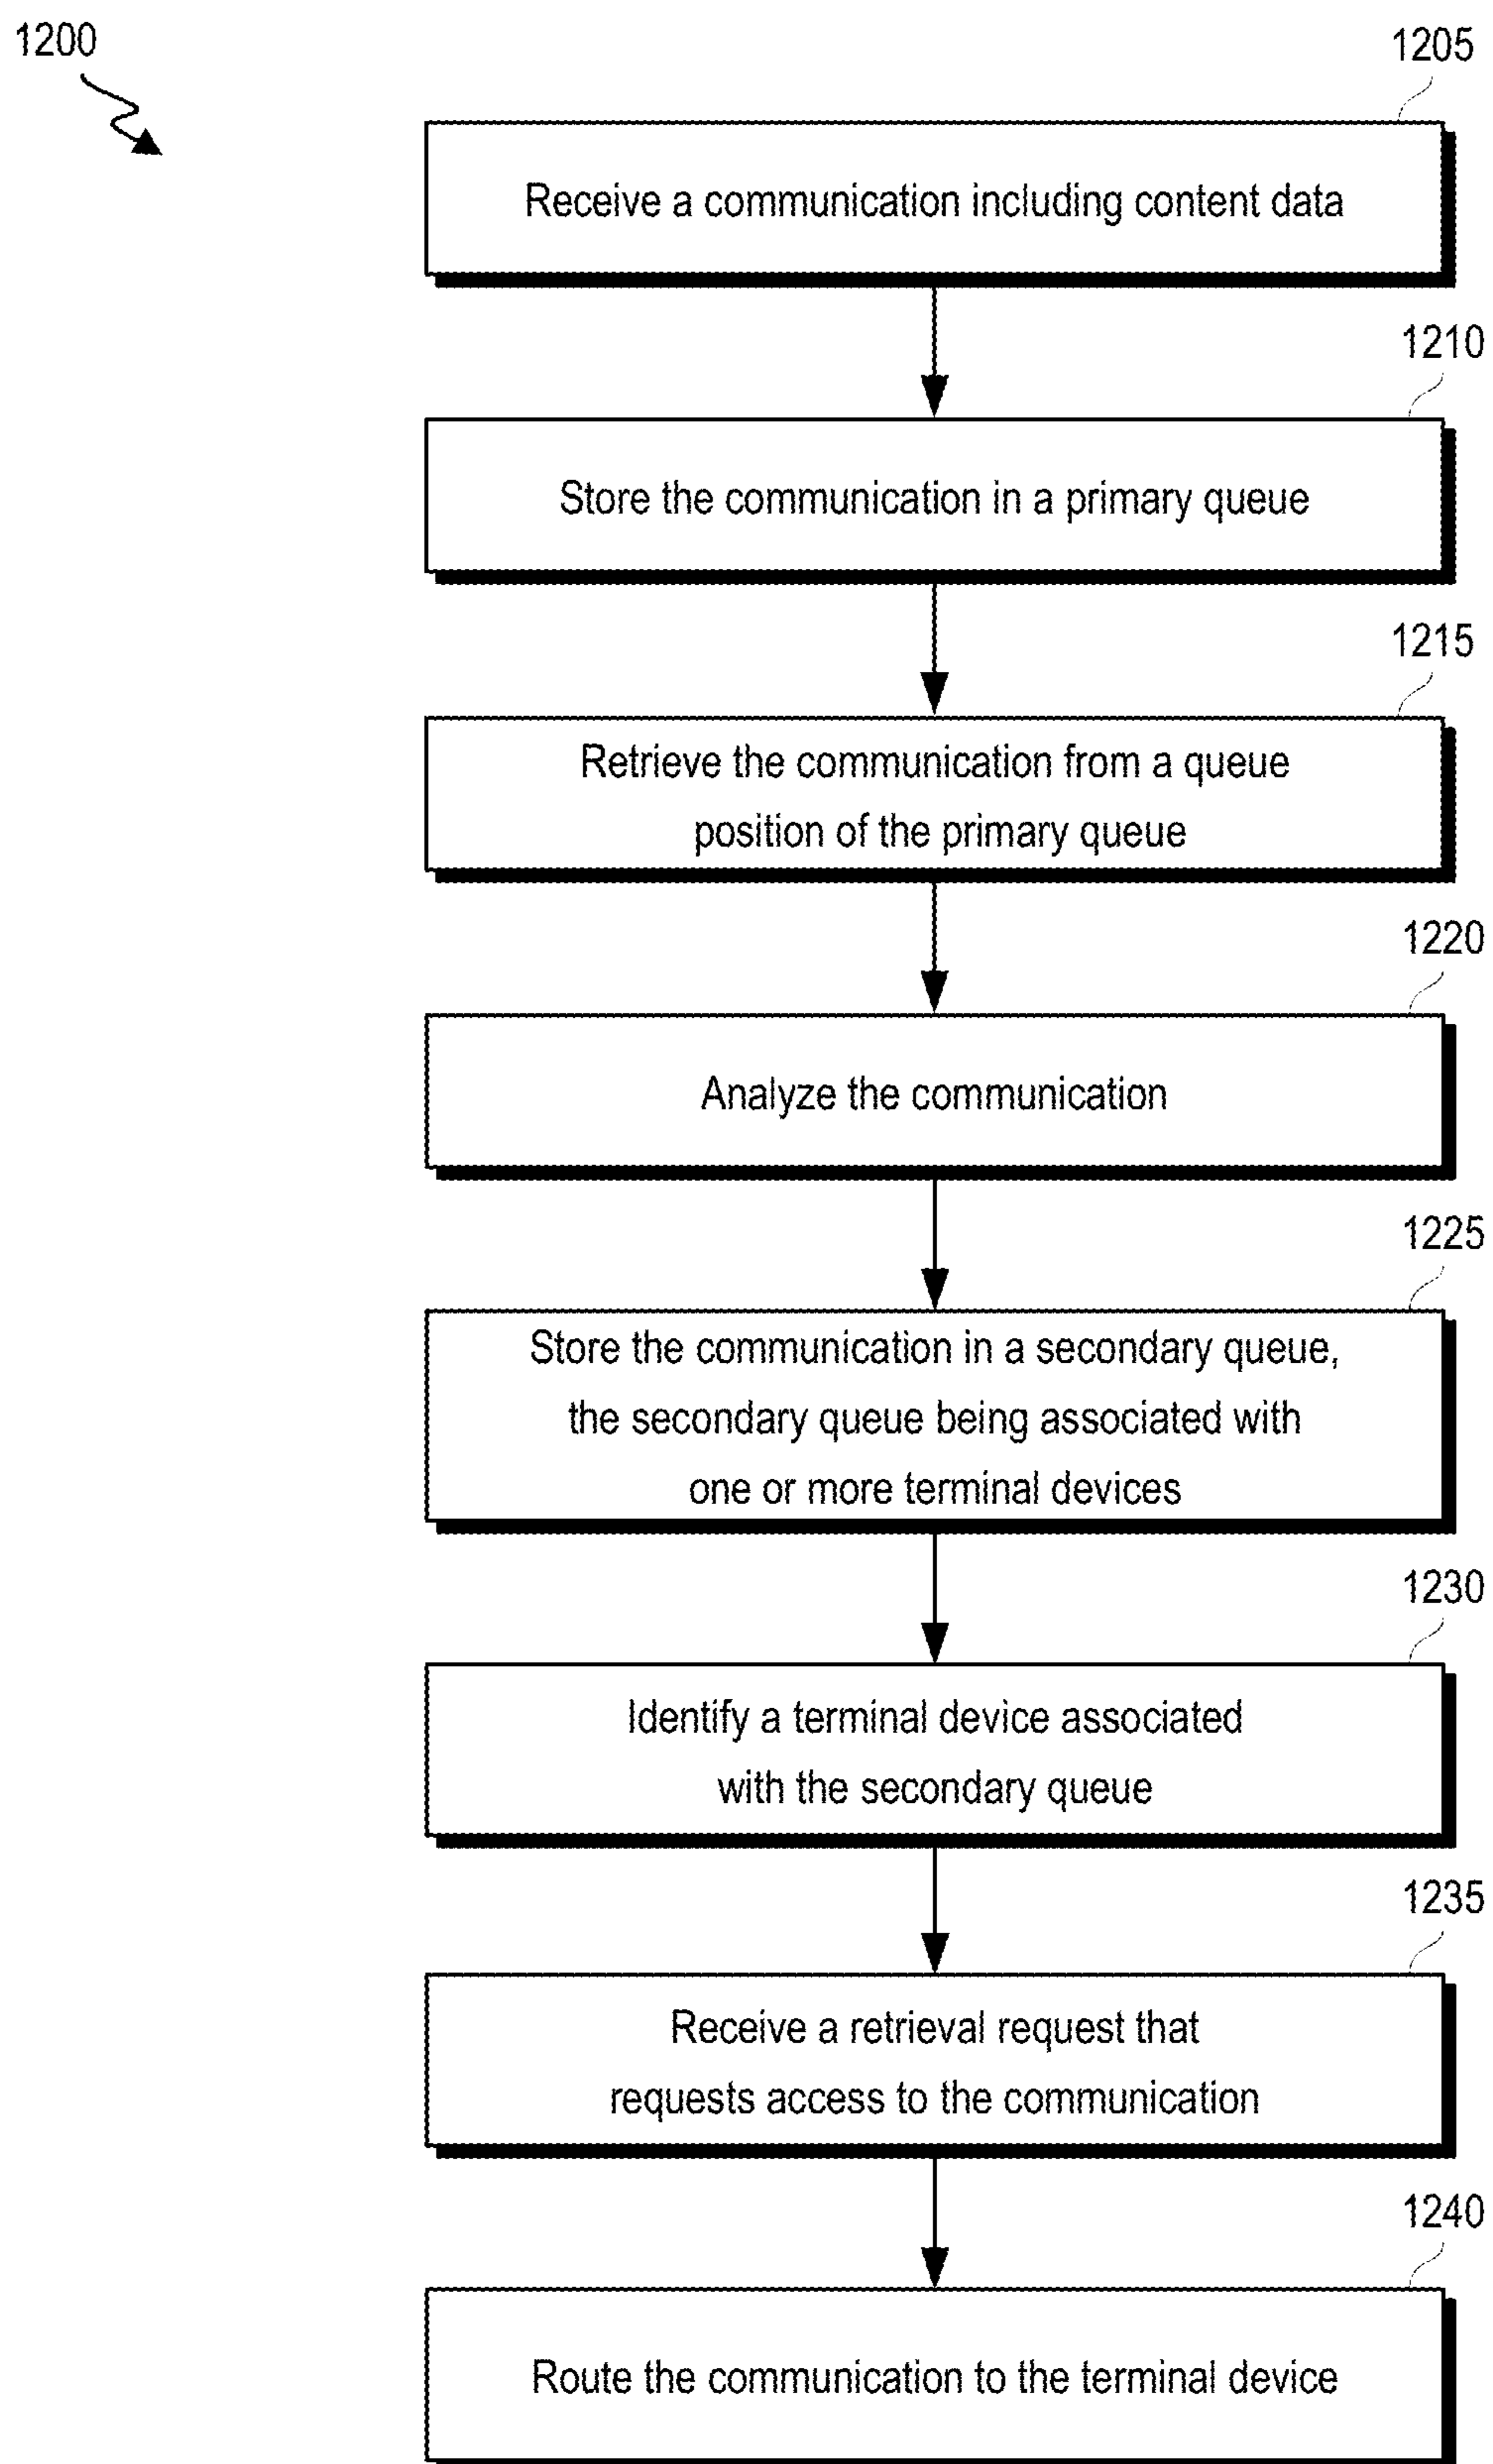 1200
1205
Receive a communication including content data
1210
Store the communication in a primary queue
1215
Retrieve the communication from a queue
position of the primary queue
1220
Analyze the communication
1225
Store the communication in a secondary queue,
the secondary queue being associated with
one or more terminal devices
1230
Identify a terminal device associated
with the secondary queue
1235
Receive a retrieval request that
requests access to the communication
1240
Route the communication to the terminal device